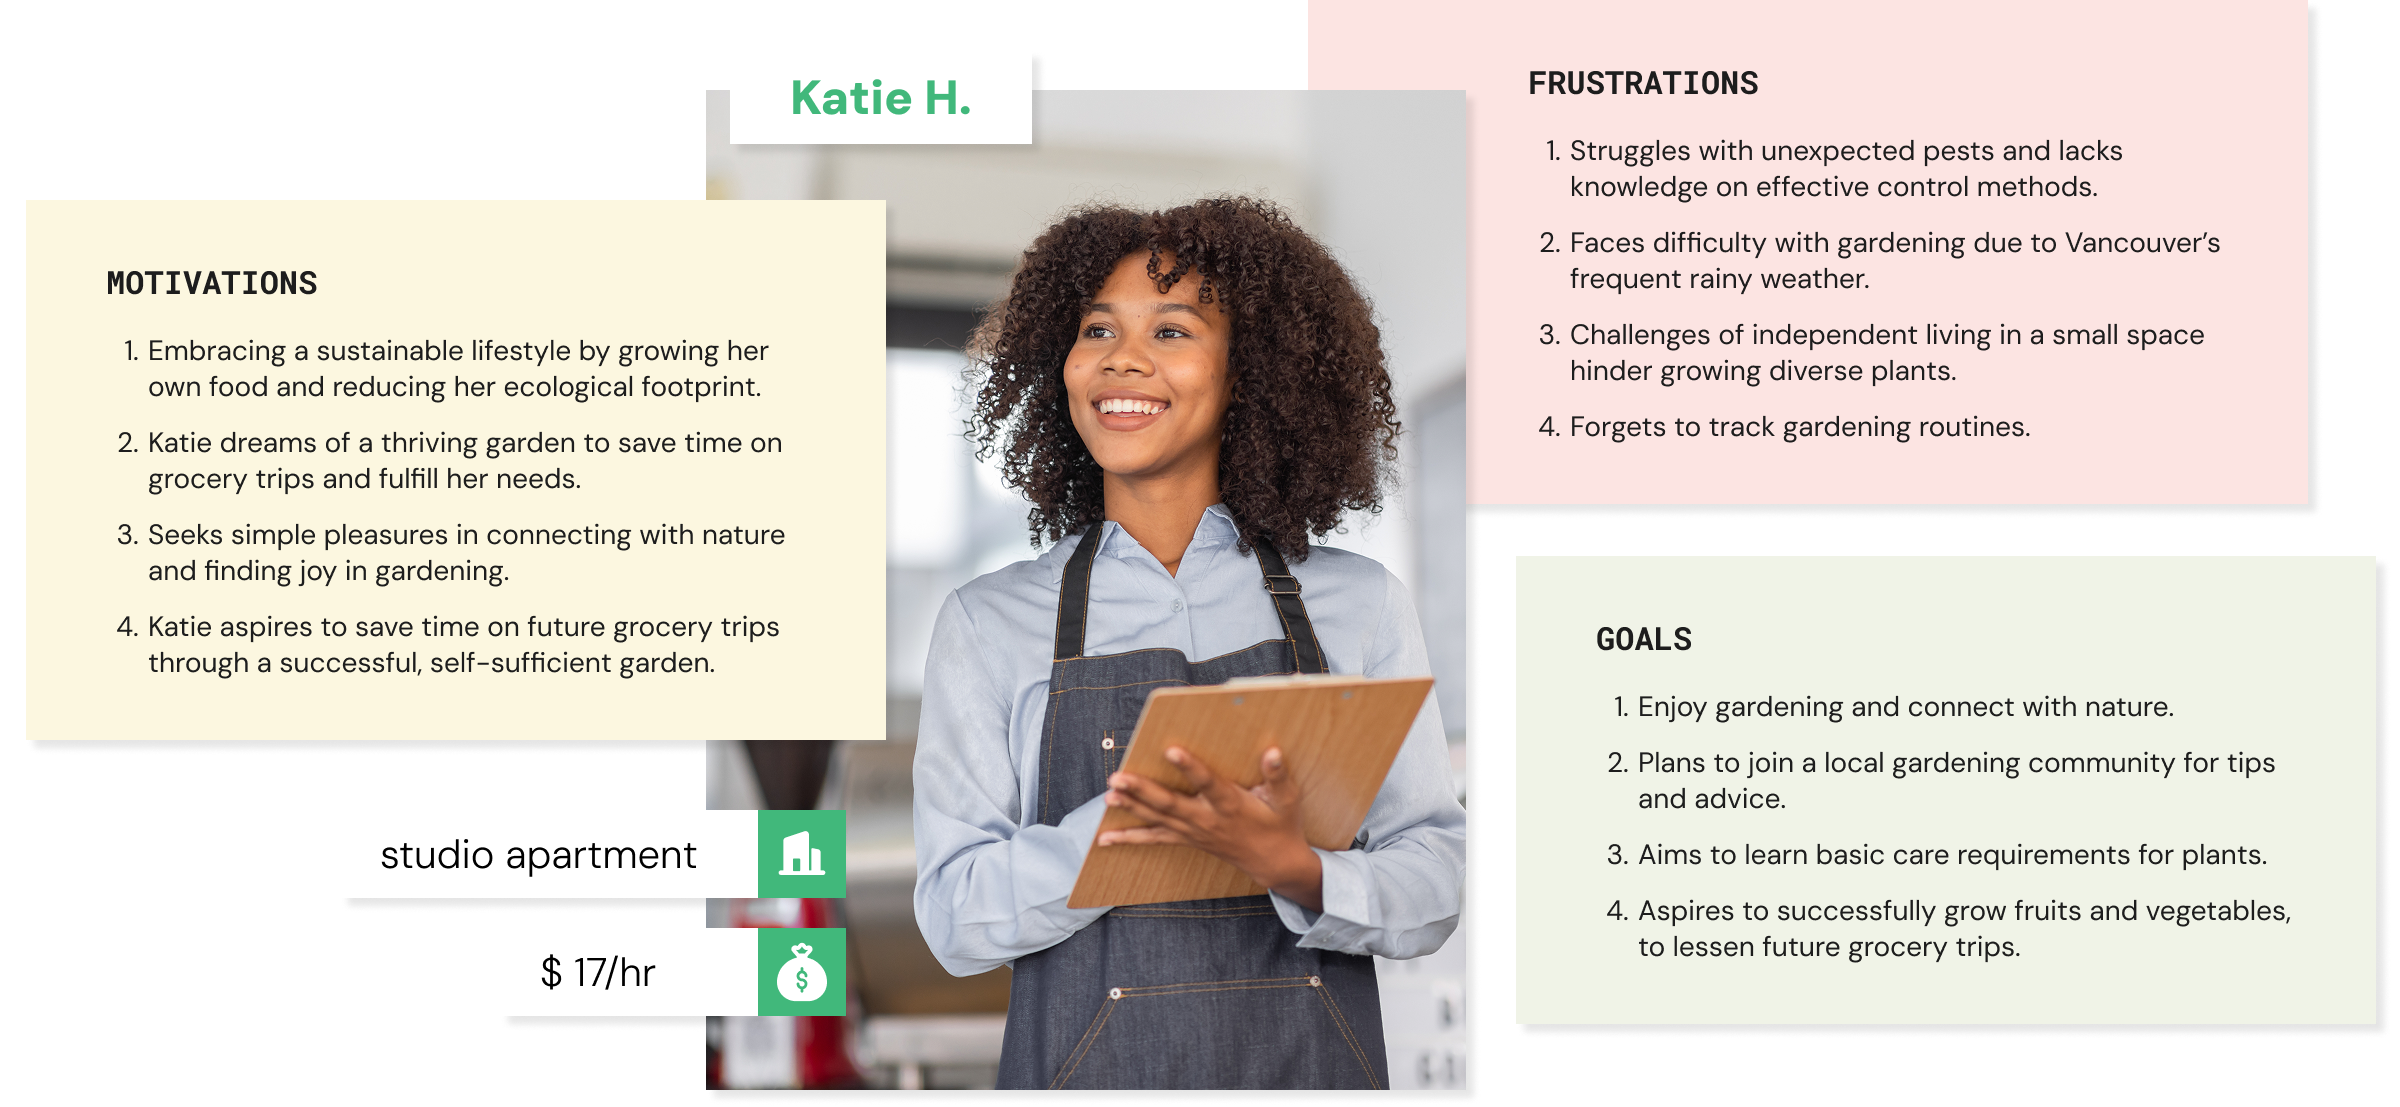 Katie H.
MOTIVATIONS
1. Embracing a sustainable lifestyle by growing her
own food and reducing her ecological footprint.
2. Katie dreams of a thriving garden to save time on
grocery trips and fulfill her needs.
3. Seeks simple pleasures in connecting with nature
and finding joy in gardening.
4. Katie aspires to save time on future grocery trips
through a successful, self-sufficient garden.
studio apartment
$ 17/hr
$
FRUSTRATIONS
1. Struggles with unexpected pests and lacks
knowledge on effective control methods.
2. Faces difficulty with gardening due to Vancouver’s
frequent rainy weather.
3. Challenges of independent living in a small space
hinder growing diverse plants.
4. Forgets to track gardening routines.
GOALS
1. Enjoy gardening and connect with nature.
2. Plans to join a local gardening community for tips
and advice.
3. Aims to learn basic care requirements for plants.
4. Aspires to successfully grow fruits and vegetables,
to lessen future grocery trips.